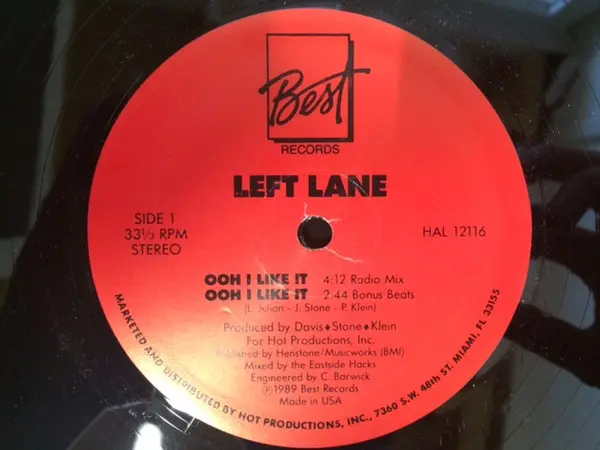 Best
RECORDS
LEFT LANE
SIDE 1
33⅓ RPM
STEREO
HAL 12116
OOH I LIKE IT 4:12 Radio Mix
OOH I LIKE IT 2:44 Bonus Beats
(L. Julian - J. Stone - P. Klein)
Produced by Davis♦Stone♦Klein
For Hot Productions, Inc.
Published by Henstone/Musicworks (BMI)
Mixed by the Eastside Hacks
Engineered by C. Barwick
℗1989 Best Records
Made in USA
MARKETED AND DISTRIBUTED BY HOT PRODUCTIONS, INC., 7360 S.W. 48th ST. MIAMI, FL 33155